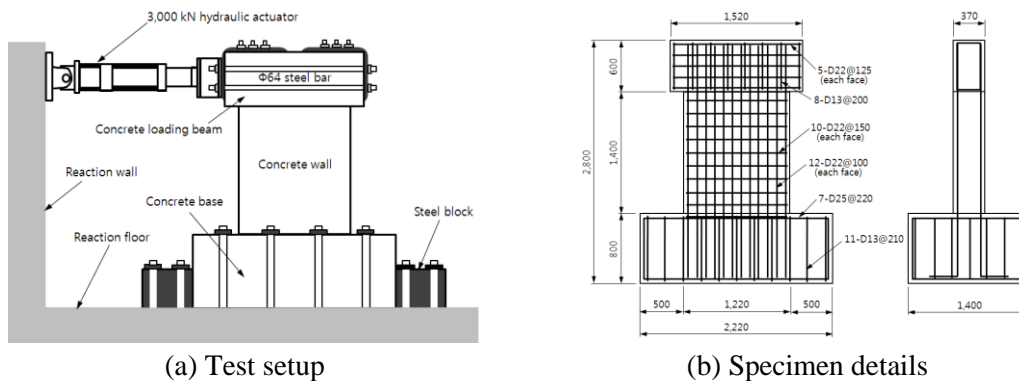 3,000 kN hydraulic actuator
Φ64 steel bar
Concrete loading beam
Concrete wall
Reaction wall
Concrete base
Steel block
Reaction floor
(a) Test setup
1,520
370
600
5-D22@125
(each face)
8-D13@200
10-D22@150
(each face)
2,800
1,400
12-D22@100
(each face)
7-D25@220
800
11-D13@210
500
1,220
500
1,400
2,220
(b) Specimen details